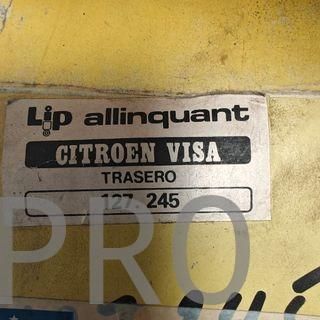 Lip allinquant
CITROEN VISA
TRASERO
127. 245
PRO